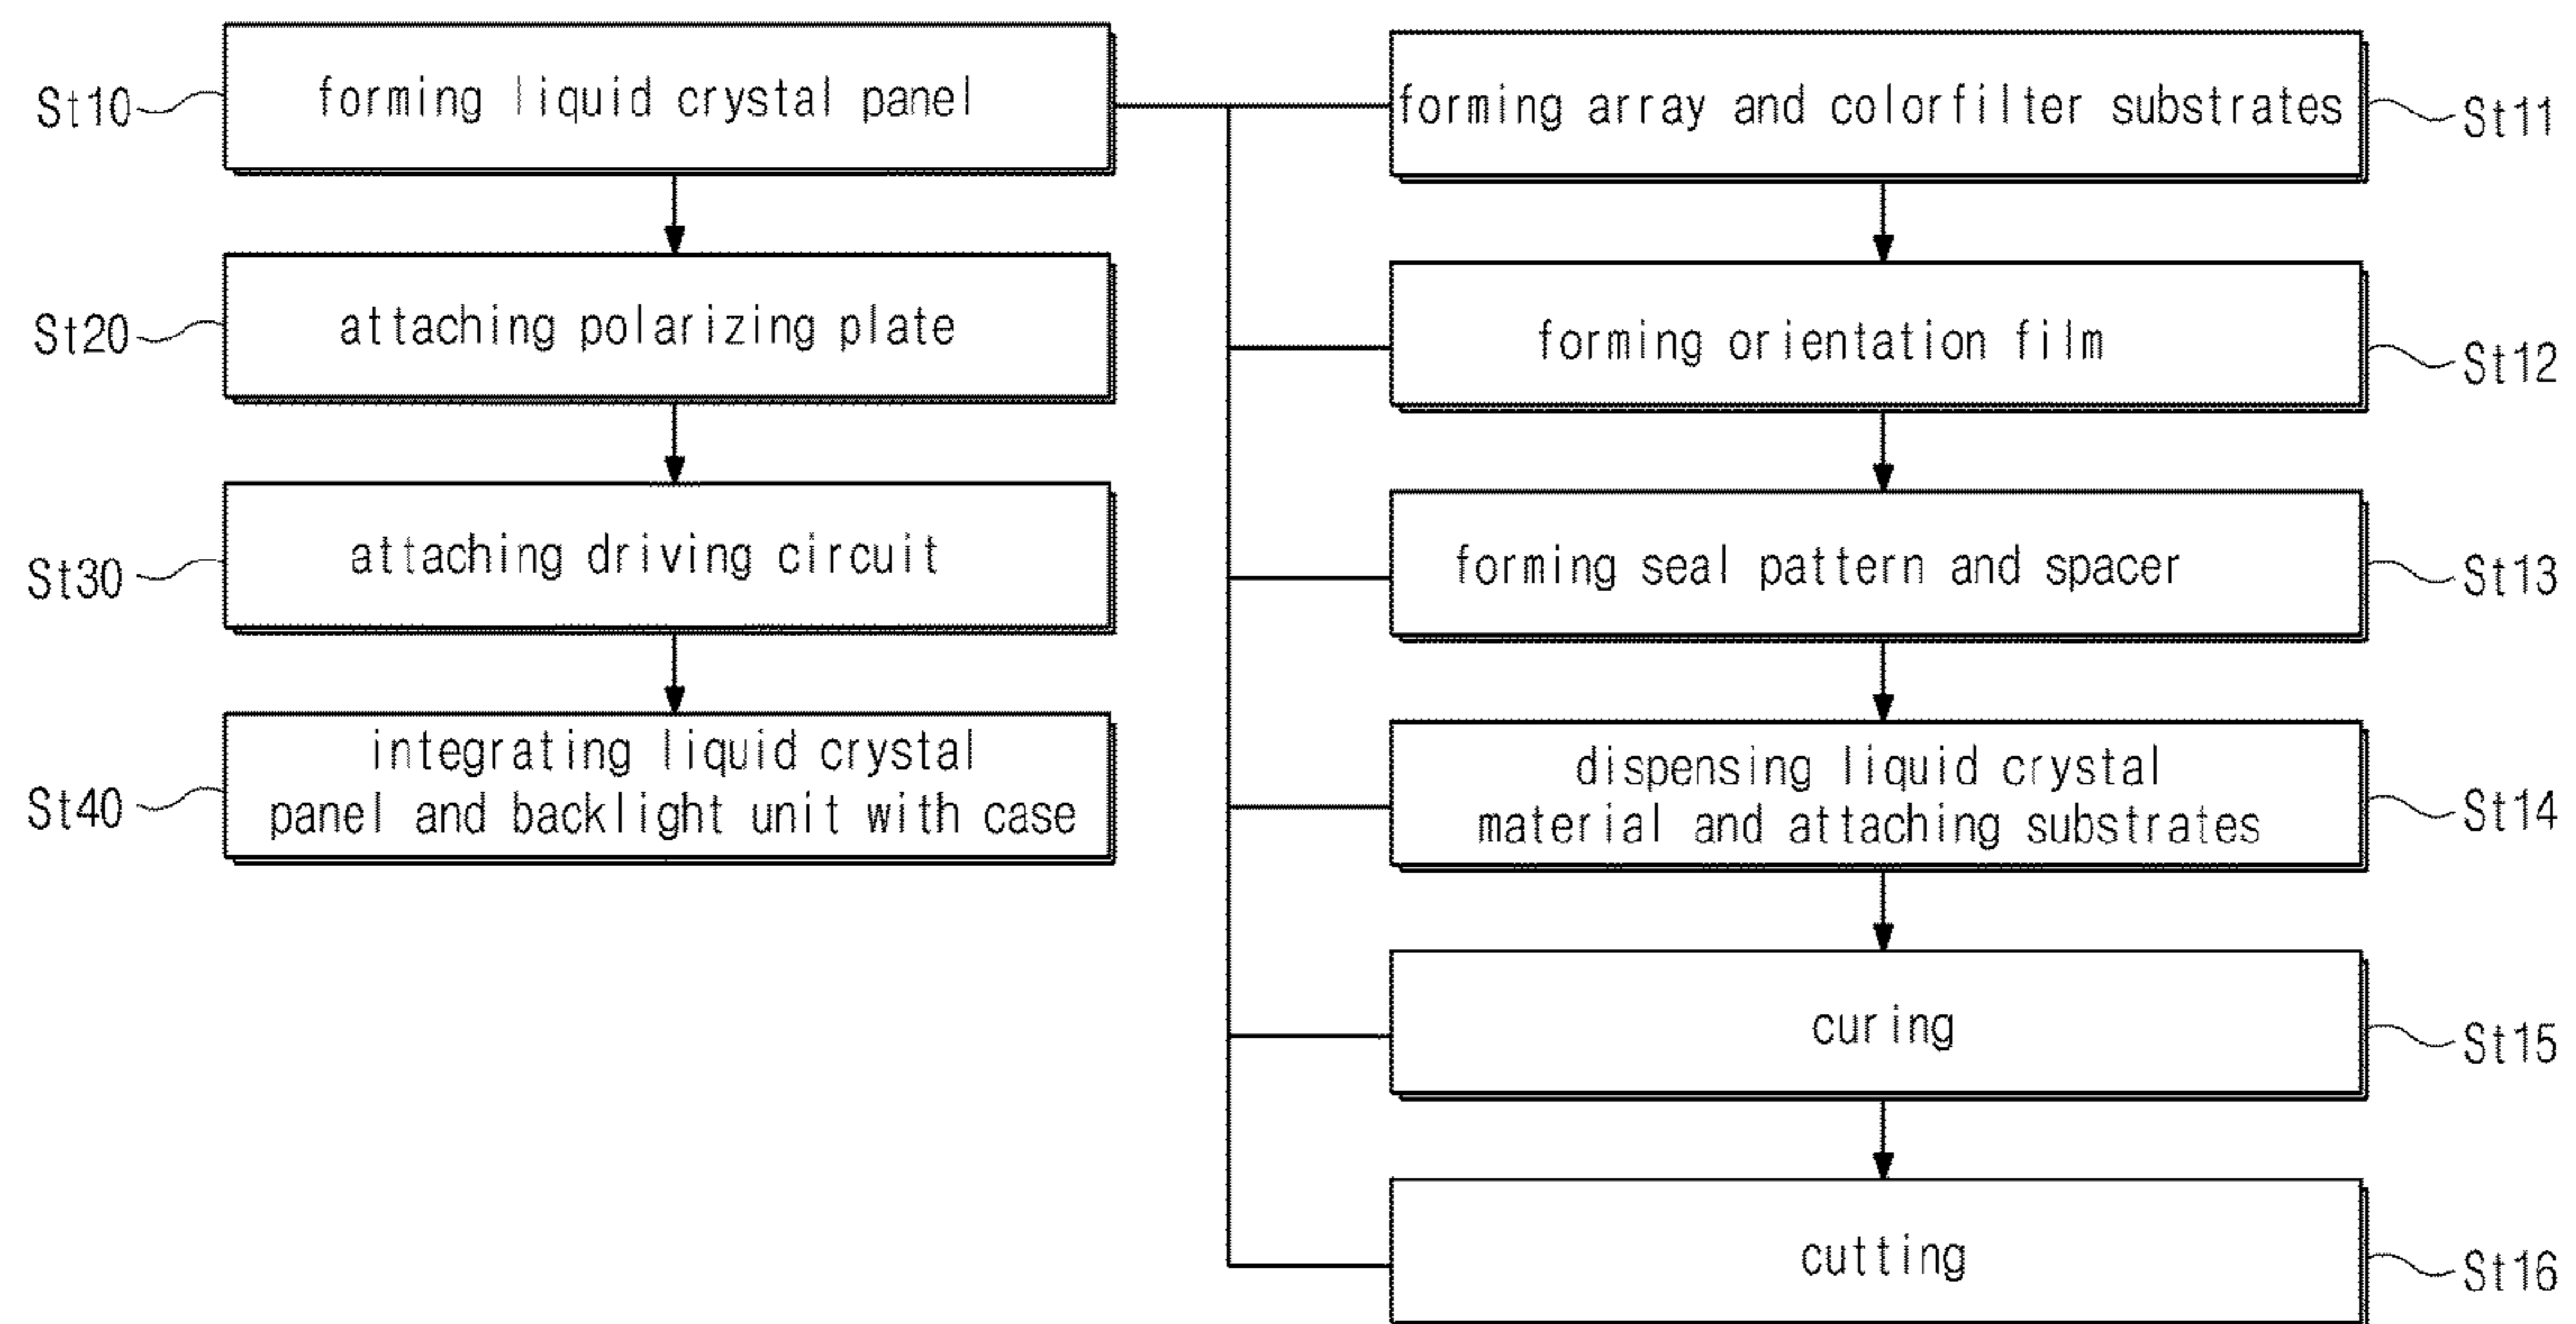 St10
forming liquid crystal panel
St20
attaching polarizing plate
St30
attaching driving circuit
St40
integrating liquid crystal
panel and backlight unit with case
forming array and colorfilter substrates
St11
forming orientation film
St12
forming seal pattern and spacer
St13
dispensing liquid crystal
material and attaching substrates
St14
curing
St15
cutting
St16